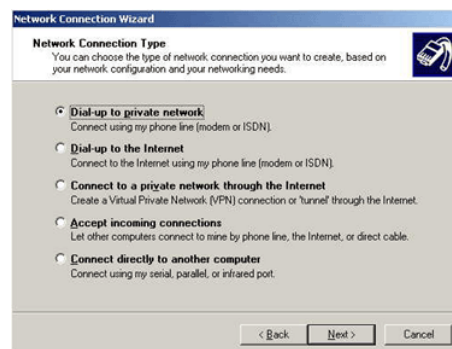 Network Connection Wizard
Network Connection Type
You can choose the type of network connection you want to create, based on
your network configuration and your networking needs.
Dial-up to private network
Connect using my phone line (modem or ISDN).
Dial-up to the Internet
Connect to the Internet using my phone line (modem or ISDN).
Connect to a private network through the Internet
Create a Virtual Private Network (VPN) connection or 'tunnel' through the Internet.
Accept incoming connections
Let other computers connect to mine by phone line, the Internet, or direct cable.
Connect directly to another computer
Connect using my serial, parallel, or infrared port.
< Back Next > Cancel